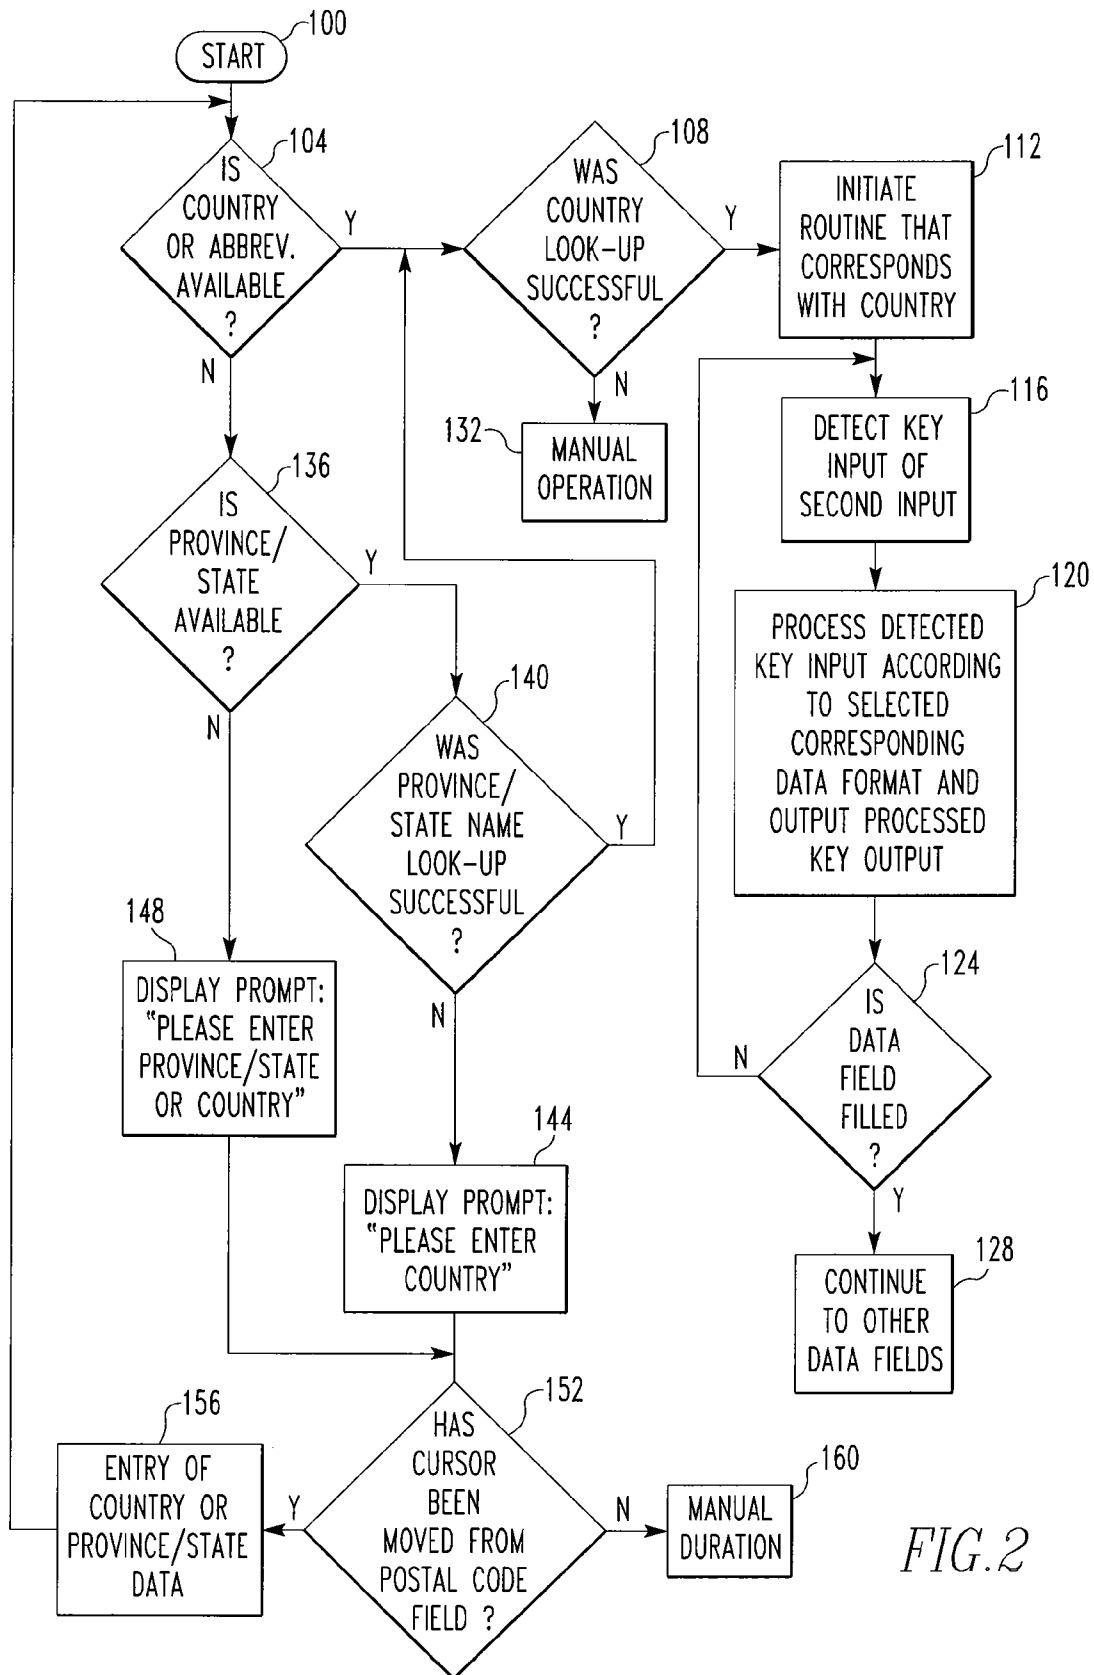 100
START
104
IS
COUNTRY
OR ABBREV.
AVAILABLE
?
Y
N
108
WAS
COUNTRY
LOOK-UP
SUCCESSFUL
?
Y
N
112
INITIATE
ROUTINE THAT
CORRESPONDS
WITH COUNTRY
132
MANUAL
OPERATION
116
DETECT KEY
INPUT OF
SECOND INPUT
136
IS
PROVINCE/
STATE
AVAILABLE
?
Y
N
120
PROCESS DETECTED
KEY INPUT ACCORDING
TO SELECTED
CORRESPONDING
DATA FORMAT AND
OUTPUT PROCESSED
KEY OUTPUT
140
WAS
PROVINCE/
STATE NAME
LOOK-UP
SUCCESSFUL
?
Y
N
148
DISPLAY PROMPT:
"PLEASE ENTER
PROVINCE/STATE
OR COUNTRY"
124
IS
DATA
FIELD
FILLED
?
N
Y
144
DISPLAY PROMPT:
"PLEASE ENTER
COUNTRY"
128
CONTINUE
TO OTHER
DATA FIELDS
152
HAS
CURSOR
BEEN
MOVED FROM
POSTAL CODE
FIELD ?
Y
N
156
ENTRY OF
COUNTRY OR
PROVINCE/STATE
DATA
160
MANUAL
DURATION
FIG.2